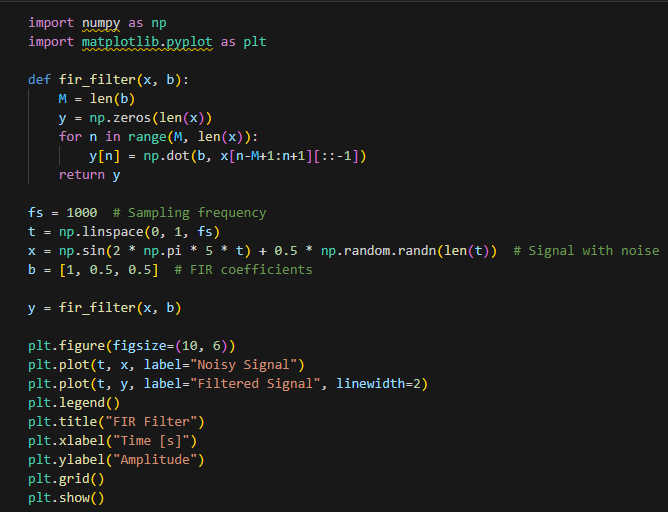 import numpy as np
import matplotlib.pyplot as plt

def fir_filter(x, b):
    M = len(b)
    y = np.zeros(len(x))
    for n in range(M, len(x)):
        y[n] = np.dot(b, x[n-M+1:n+1][::-1])
    return y

fs = 1000  # Sampling frequency
t = np.linspace(0, 1, fs)
x = np.sin(2 * np.pi * 5 * t) + 0.5 * np.random.randn(len(t))  # Signal with noise
b = [1, 0.5, 0.5]  # FIR coefficients

y = fir_filter(x, b)

plt.figure(figsize=(10, 6))
plt.plot(t, x, label="Noisy Signal")
plt.plot(t, y, label="Filtered Signal", linewidth=2)
plt.legend()
plt.title("FIR Filter")
plt.xlabel("Time [s]")
plt.ylabel("Amplitude")
plt.grid()
plt.show()